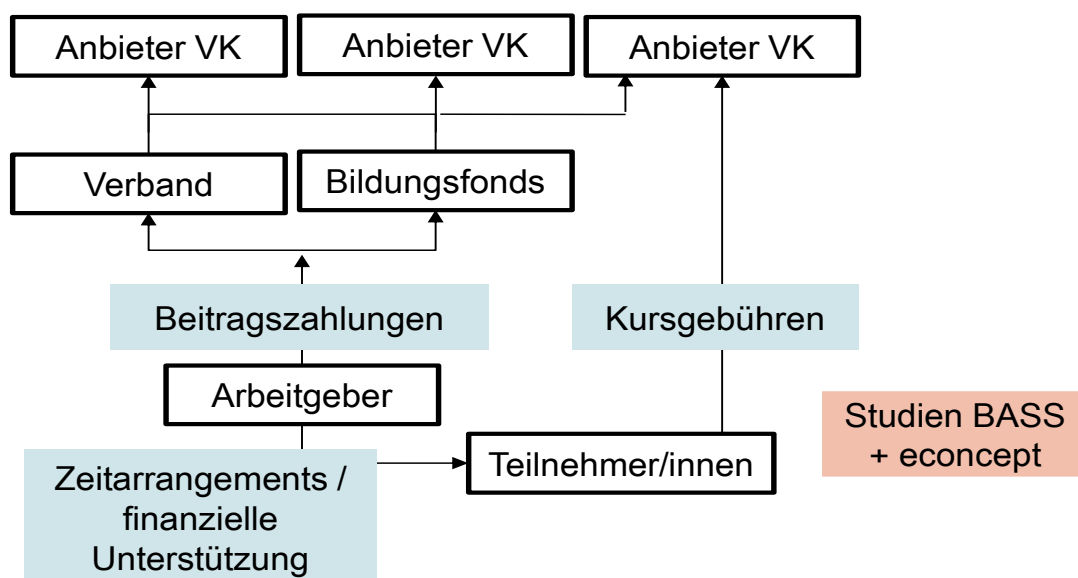 Anbieter VK
Anbieter VK
Anbieter VK
Verband
Bildungsfonds
Beitragszahlungen
Kursgebühren
Arbeitgeber
Studien BASS
+ econcept
Teilnehmer/innen
Zeitarrangements /
finanzielle
Unterstützung